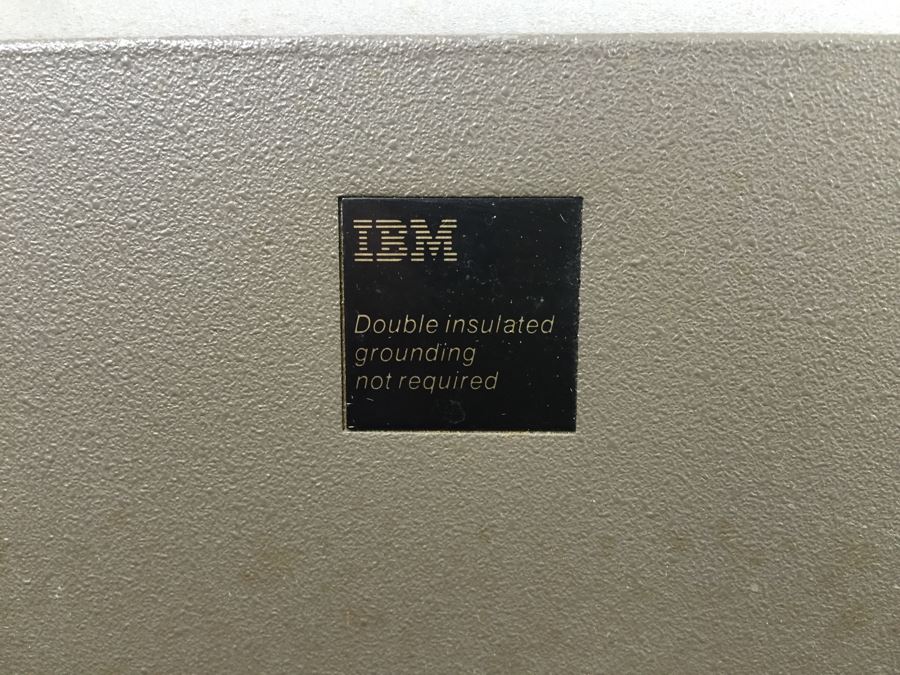 IBM
Double insulated
grounding
not required